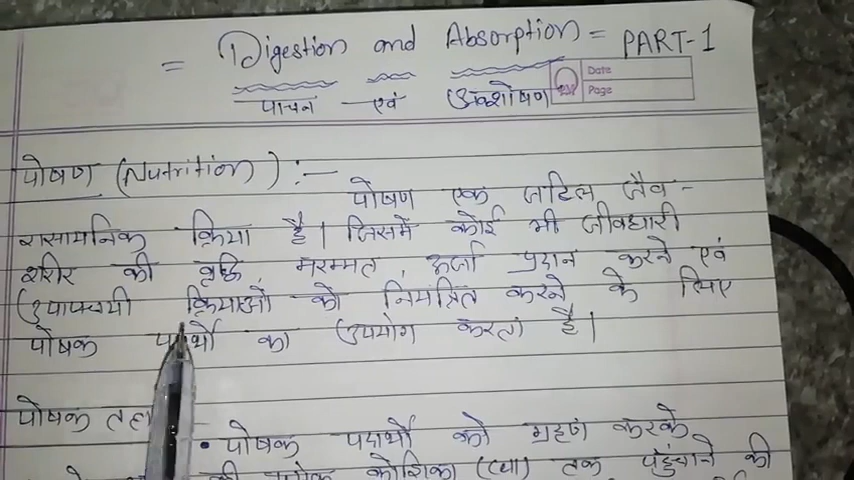 = Digestion and Absorption = PART-1
Date
Page
पाचन एवं अवशोषण
पोषण (Nutrition) :—
पोषण एक जटिल जैव-
रासायनिक क्रिया है। जिसमें कोई भी जीवधारी
शरीर की वृद्धि, मरम्मत, ऊर्जा प्रदान करने एवं
उपापचयी क्रियाओं को नियंत्रित करने के लिए
पोषक का उपयोग करता है।
पोषक
• पोषक पदार्थों को ग्रहण करके
कोशिका तक पहुंचाने की